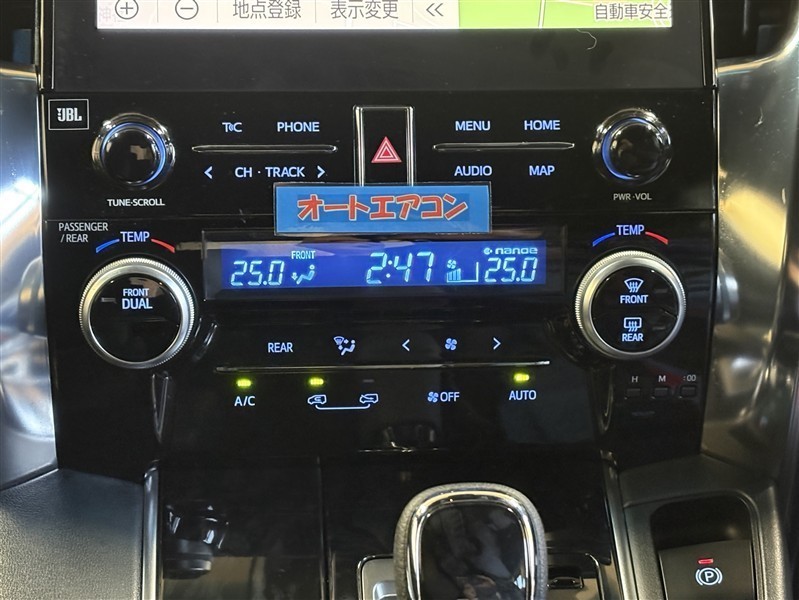 地点登録 表示変更 <<
自動車安全
JBL
PHONE
CH · TRACK
TUNE·SCROLL
MENU HOME
AUDIO MAP
PWR·VOL
オートエアコン
PASSENGER
/REAR
TEMP
FRONT
DUAL
25.0 FRONT 2:47 nanoe 25.0
TEMP
FRONT
REAR
REAR
A/C OFF AUTO
H M :00
P